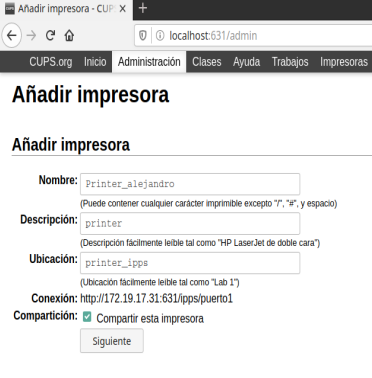 Añadir impresora - CUP
localhost:631/admin
CUPS.org Inicio Administración Clases Ayuda Trabajos Impresoras
Añadir impresora
Añadir impresora
Nombre: Printer_alejandro
(Puede contener cualquier carácter imprimible excepto "/", "#", y espacio)
Descripción: printer
(Descripción fácilmente leíble tal como "HP LaserJet de doble cara")
Ubicación: printer_ipps
(Ubicación fácilmente leíble tal como "Lab 1")
Conexión: http://172.19.17.31:631/ipps/puerto1
Compartición: Compartir esta impresora
Siguiente